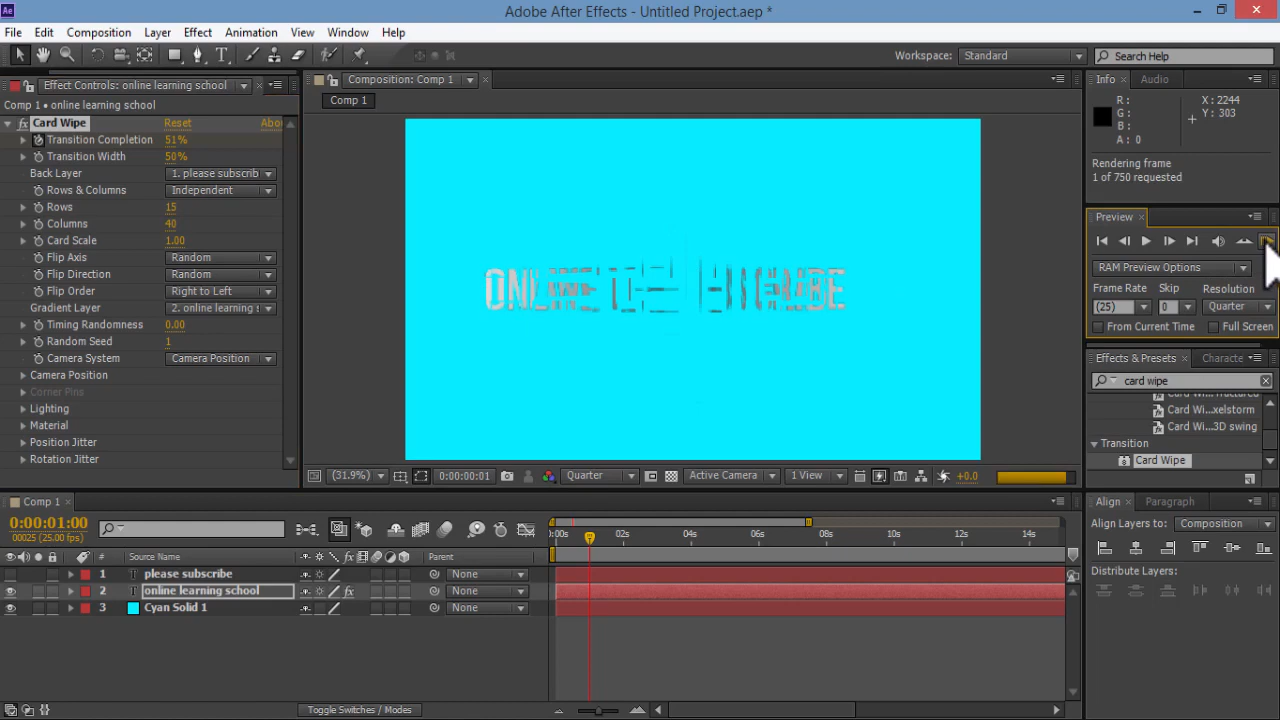 Adobe After Effects - Untitled Project.aep *
File Edit Composition Layer Effect Animation View Window Help
Workspace: Standard Search Help
Effect Controls: online learning school
Composition: Comp 1
Info Audio
Comp 1 • online learning school
Comp 1
R: X: 2244
G: Y: 303
B:
A: 0
Card Wipe Reset Abo
Transition Completion 51%
Transition Width 50%
Back Layer 1. please subscrib
Rows & Columns Independent
Rows 15
Columns 40
Card Scale 1.00
Flip Axis Random
Flip Direction Random
Flip Order Right to Left
Gradient Layer 2. online learning s
Timing Randomness 0.00
Random Seed 1
Camera System Camera Position
Camera Position
Corner Pins
Lighting
Material
Position Jitter
Rotation Jitter
Rendering frame
1 of 750 requested
Preview
RAM Preview Options
Frame Rate Skip Resolution
(25) 0 Quarter
From Current Time Full Screen
Effects & Presets Characte
card wipe
Card Wi...xelstorm
Card Wi...3D swing
Transition
Card Wipe
(31.9%) 0:00:00:01 Quarter Active Camera 1 View +0.0
Comp 1
0:00:01:00
00025 (25.00 fps)
:00s 02s 04s 06s 08s 10s 12s 14s
# Source Name Parent
1 please subscribe None
2 online learning school None
3 Cyan Solid 1 None
Toggle Switches / Modes
Align Paragraph
Align Layers to: Composition
Distribute Layers: